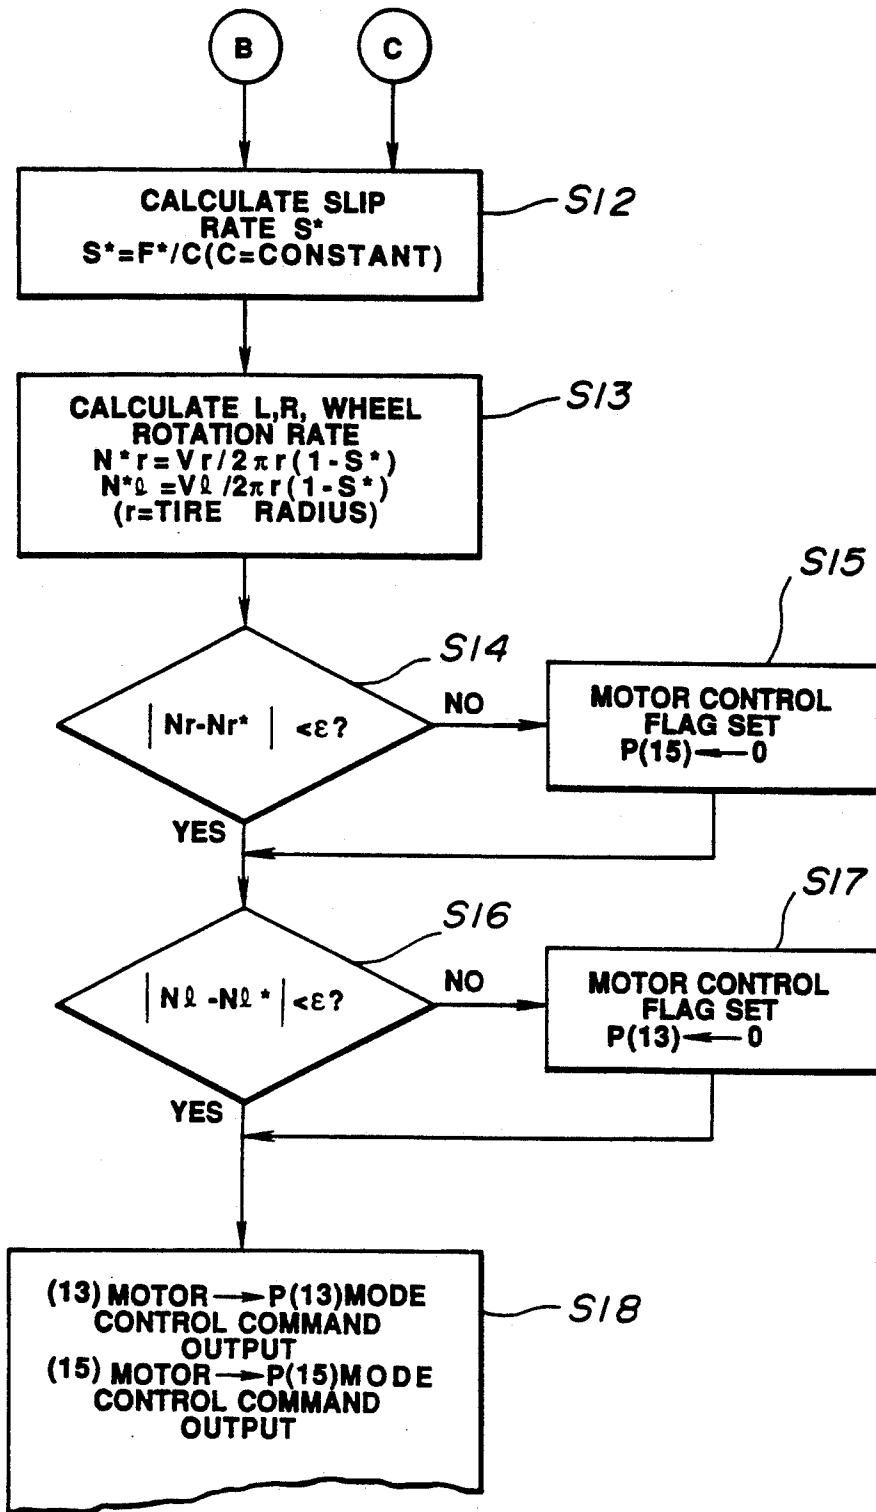 B
C
CALCULATE SLIP
RATE S*
S*=F*/C(C=CONSTANT)
S12
CALCULATE L,R, WHEEL
ROTATION RATE
N*r=Vr/2πr(1-S*)
N*ℓ=Vℓ/2πr(1-S*)
(r=TIRE RADIUS)
S13
|Nr-Nr*| <ε?
S14
NO
YES
MOTOR CONTROL
FLAG SET
P(15)←0
S15
|Nℓ-Nℓ*|<ε?
S16
NO
YES
MOTOR CONTROL
FLAG SET
P(13)←0
S17
(13) MOTOR→P(13)MODE
CONTROL COMMAND
OUTPUT
(15) MOTOR→P(15)MODE
CONTROL COMMAND
OUTPUT
S18